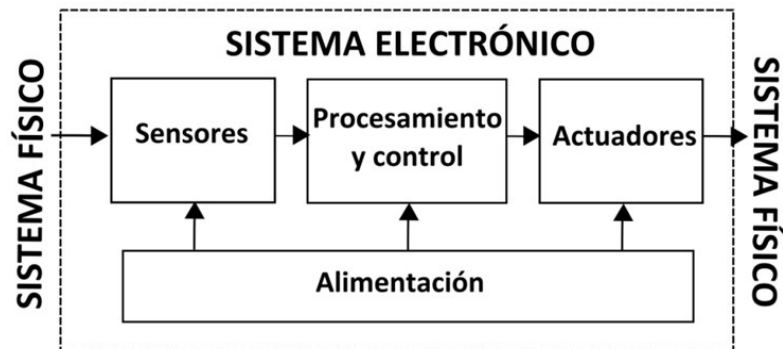 SISTEMA ELECTRÓNICO
SISTEMA FÍSICO
Sensores
Procesamiento
y control
Actuadores
SISTEMA FÍSICO
Alimentación